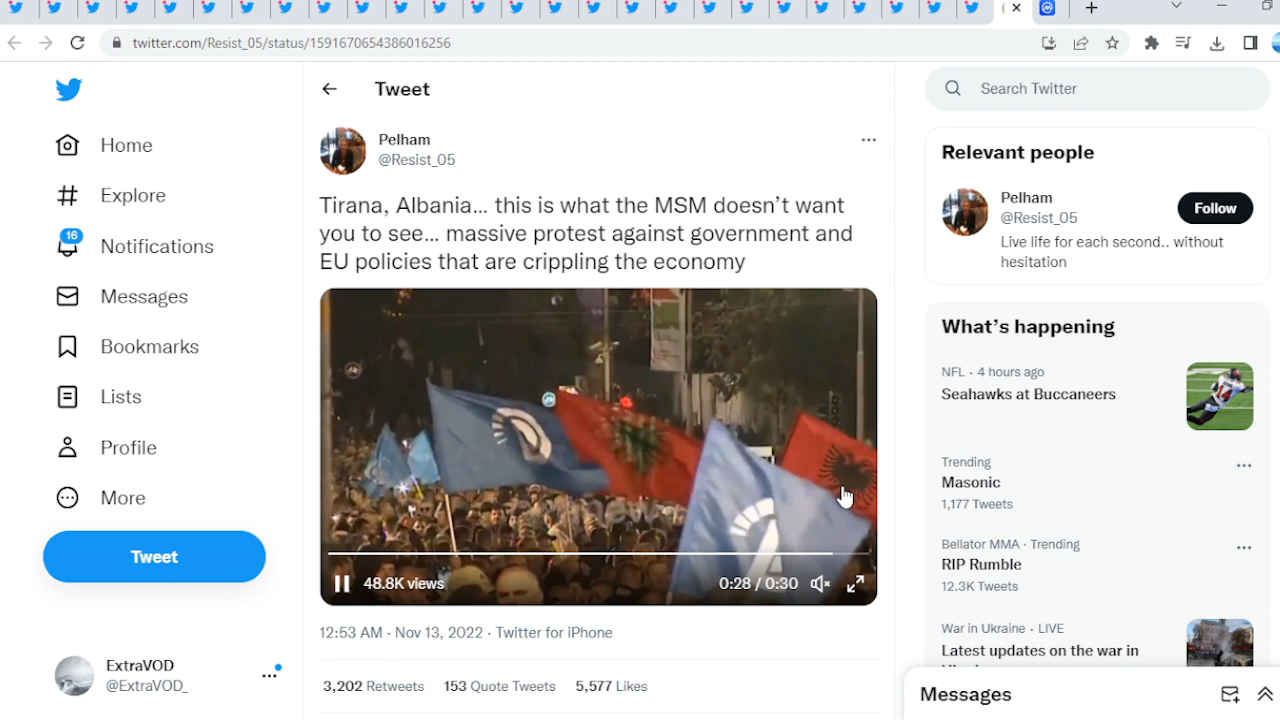 twitter.com/Resist_05/status/1591670654386016256
Home
Explore
16
Notifications
Messages
Bookmarks
Lists
Profile
More
Tweet
ExtraVOD
@ExtraVOD_
Tweet
Pelham
@Resist_05
Tirana, Albania... this is what the MSM doesn't want
you to see... massive protest against government and
EU policies that are crippling the economy
48.8K views
0:28 / 0:30
12:53 AM · Nov 13, 2022 · Twitter for iPhone
3,202 Retweets 153 Quote Tweets 5,577 Likes
Search Twitter
Relevant people
Pelham
@Resist_05
Follow
Live life for each second.. without
hesitation
What's happening
NFL · 4 hours ago
Seahawks at Buccaneers
Trending
Masonic
1,177 Tweets
Bellator MMA · Trending
RIP Rumble
12.3K Tweets
War in Ukraine · LIVE
Latest updates on the war in
Messages